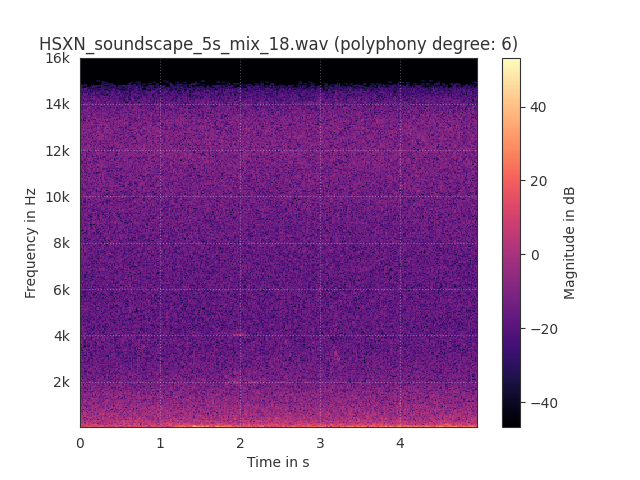 HSXN_soundscape_5s_mix_18.wav (polyphony degree: 6)
16k
14k
12k
10k
8k
6k
4k
2k
Frequency in Hz
0
1
2
3
4
Time in s
40
20
0
−20
−40
Magnitude in dB